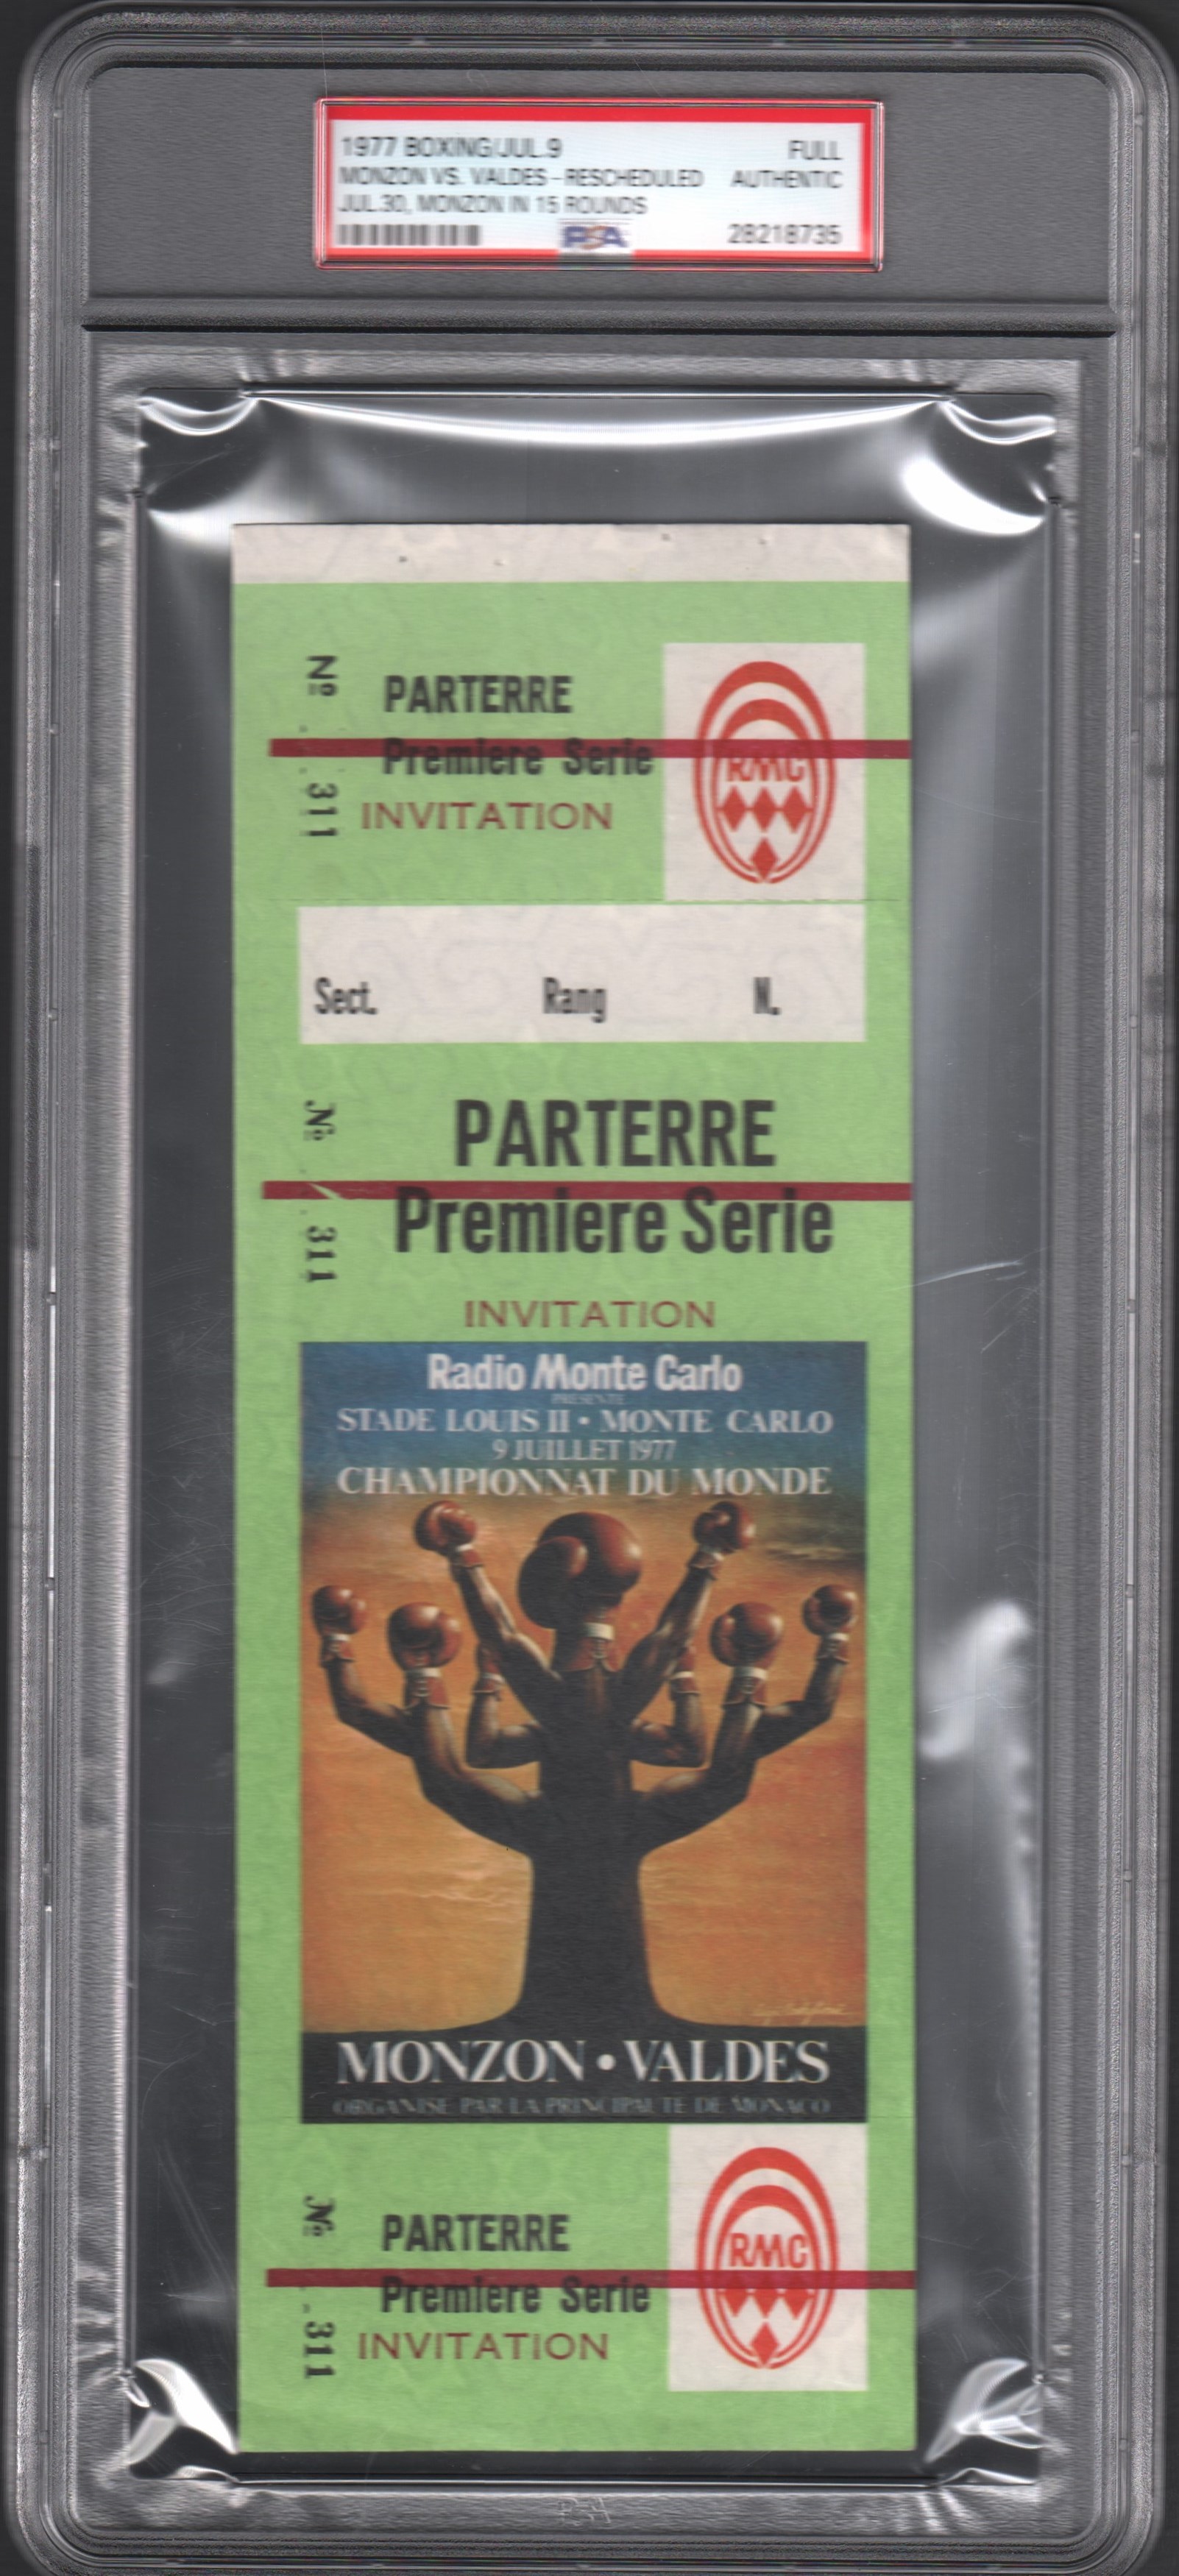 1977 BOXING/JUL.9 FULL
MONZON VS. VALDES - RESCHEDULED AUTHENTIC
JUL.30, MONZON IN 15 ROUNDS
PSA 28218735
Nº 311
PARTERRE
Premiere Serie
INVITATION
RMC
Sect. Rang N.
Nº 311
PARTERRE
Premiere Serie
INVITATION
Radio Monte Carlo
PRESENTE
STADE LOUIS II • MONTE CARLO
9 JUILLET 1977
CHAMPIONNAT DU MONDE
MONZON • VALDES
ORGANISE PAR LA PRINCIPAUTE DE MONACO
Nº 311
PARTERRE
Premiere Serie
INVITATION
RMC